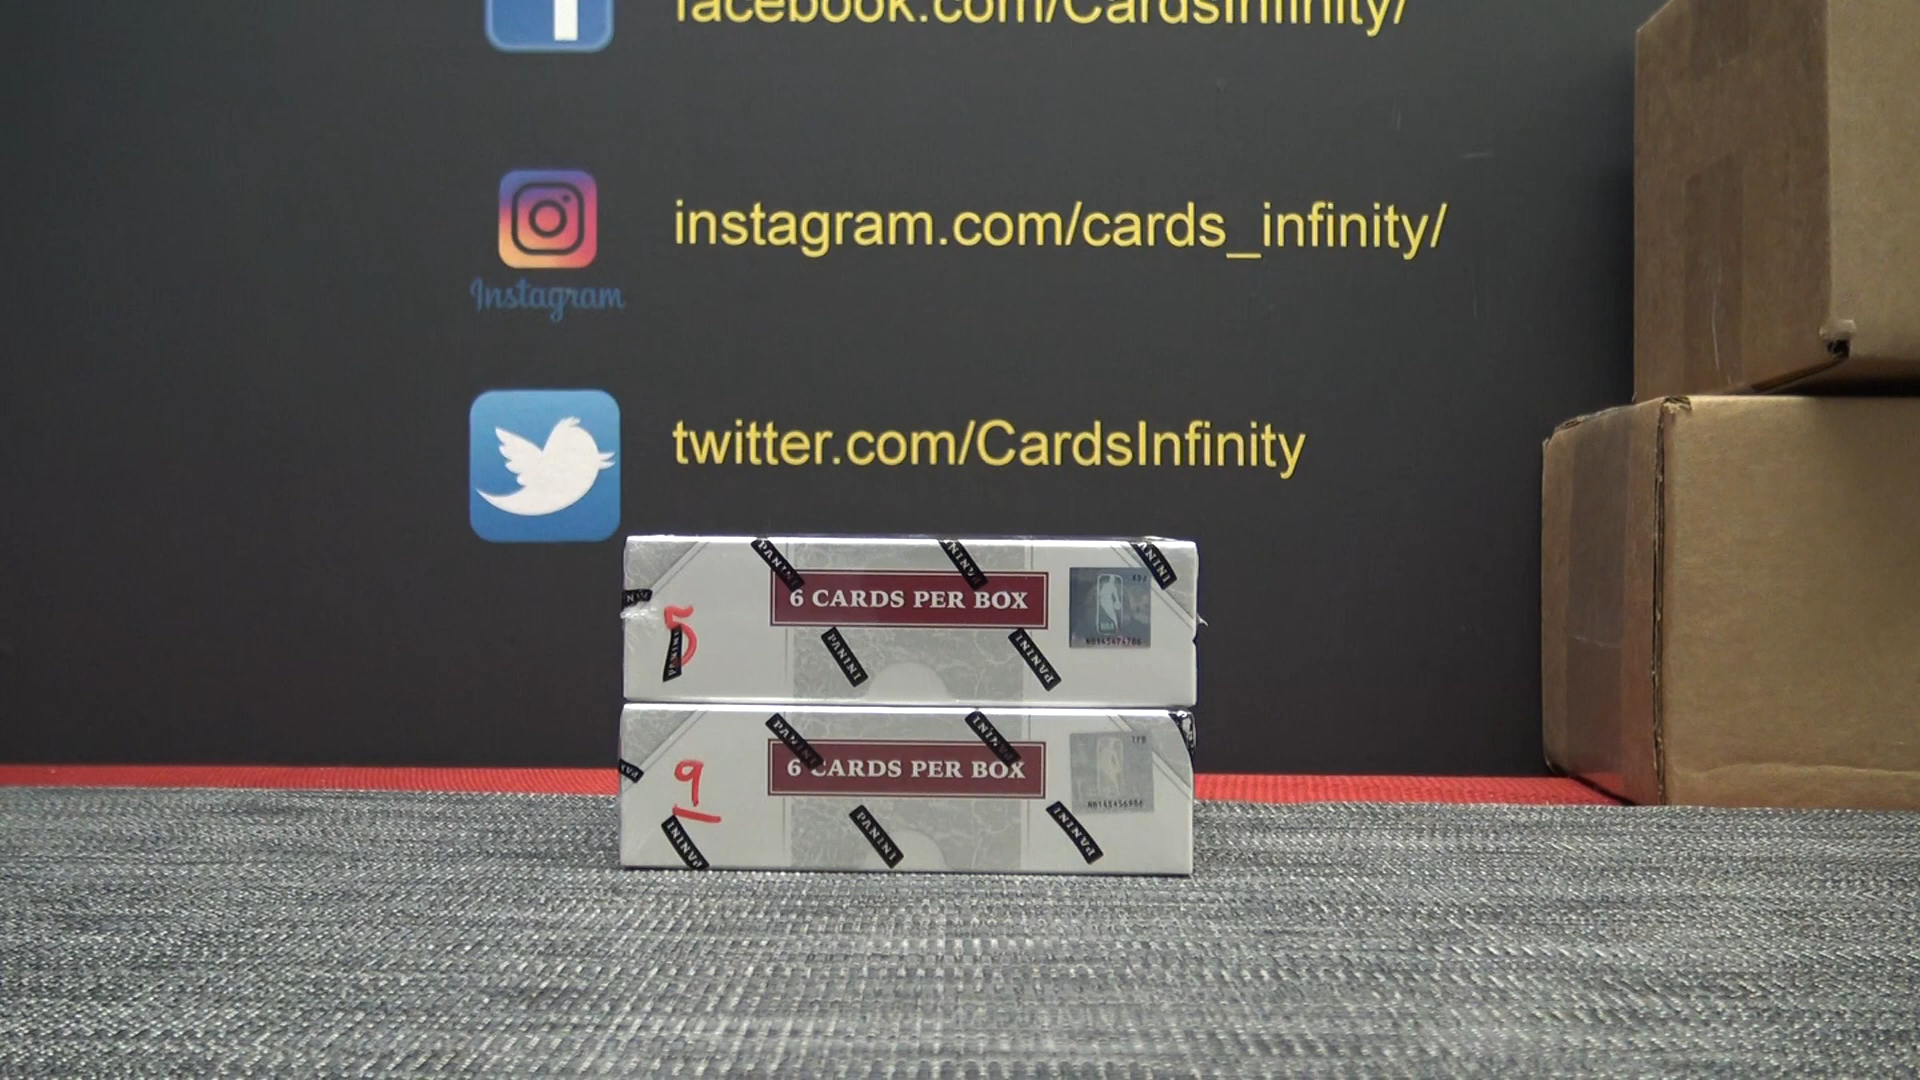 facebook.com/CardsInfinity/
instagram.com/cards_infinity/
Instagram
twitter.com/CardsInfinity
PANINI PANINI ANINI
6 CARDS PER BOX
5
PANINI PANINI PANINI
PANINI PANINI
6 CARDS PER BOX
9
PANINI PANINI PANINI